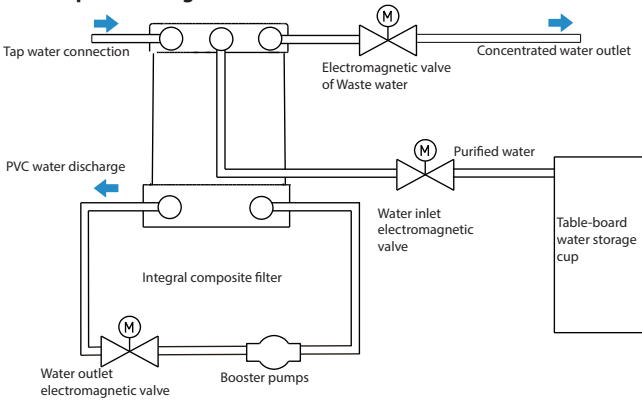 M
Tap water connection
Concentrated water outlet
Electromagnetic valve
of Waste water
M
Purified water
PVC water discharge
Water inlet
electromagnetic
valve
Table-board
water storage
cup
Integral composite filter
M
Water outlet
electromagnetic valve
Booster pumps